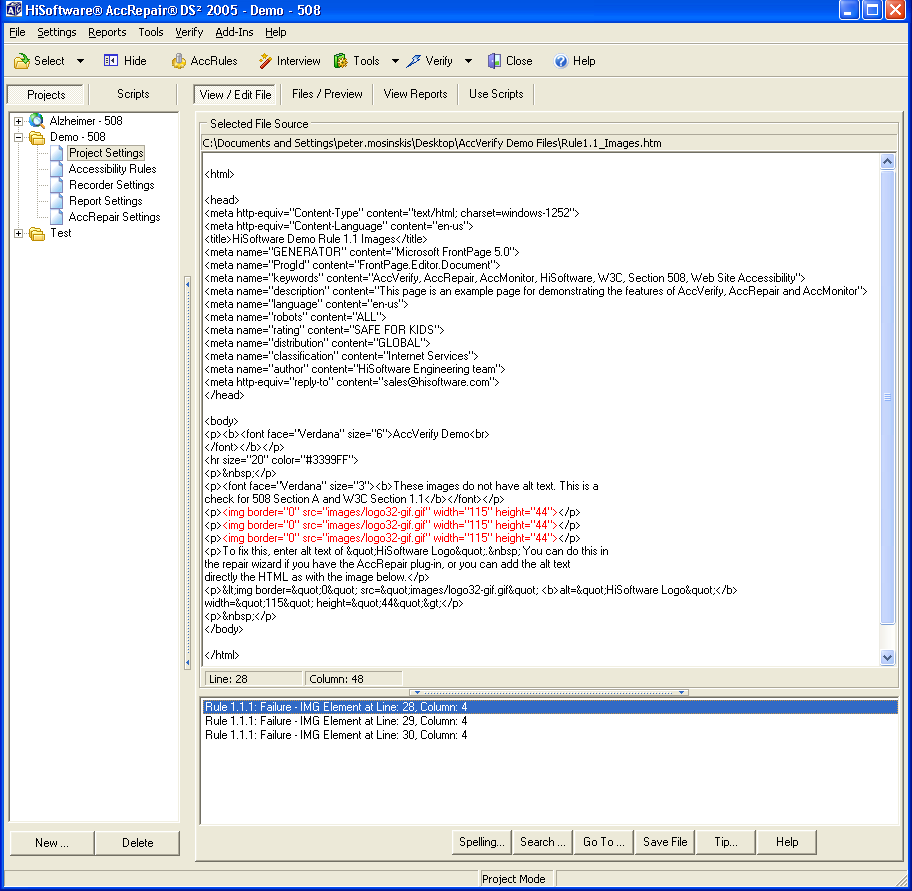 HiSoftware® AccRepair® DS² 2005 - Demo - 508
File Settings Reports Tools Verify Add-Ins Help
Select Hide AccRules Interview Tools Verify Close Help
Projects Scripts View / Edit File Files / Preview View Reports Use Scripts
Alzheimer - 508
Demo - 508
Project Settings
Accessibility Rules
Recorder Settings
Report Settings
AccRepair Settings
Test
New ... Delete
Selected File Source
C:\Documents and Settings\peter.mosinskis\Desktop\AccVerify Demo Files\Rule1.1_Images.htm
<html>
<head>
<meta http-equiv="Content-Type" content="text/html; charset=windows-1252">
<meta http-equiv="Content-Language" content="en-us">
<title>HiSoftware Demo Rule 1.1 Images</title>
<meta name="GENERATOR" content="Microsoft FrontPage 5.0">
<meta name="ProgId" content="FrontPage.Editor.Document">
<meta name="keywords" content="AccVerify, AccRepair, AccMonitor, HiSoftware, W3C, Section 508, Web Site Accessibility">
<meta name="description" content="This page is an example page for demonstrating the features of AccVerify, AccRepair and AccMonitor">
<meta name="language" content="en-us">
<meta name="robots" content="ALL">
<meta name="rating" content="SAFE FOR KIDS">
<meta name="distribution" content="GLOBAL">
<meta name="classification" content="Internet Services">
<meta name="author" content="HiSoftware Engineering team">
<meta http-equiv="reply-to" content="sales@hisoftware.com">
</head>
<body>
<p><b><font face="Verdana" size="6">AccVerify Demo<br>
</font></b></p>
<hr size="20" color="#3399FF">
<p>&nbsp;</p>
<p><font face="Verdana" size="3"><b>These images do not have alt text. This is a
check for 508 Section A and W3C Section 1.1</b></font></p>
<p><img border="0" src="images/logo32-gif.gif" width="115" height="44"></p>
<p><img border="0" src="images/logo32-gif.gif" width="115" height="44"></p>
<p><img border="0" src="images/logo32-gif.gif" width="115" height="44"></p>
<p>To fix this, enter alt text of &quot;HiSoftware Logo&quot;.&nbsp; You can do this in
the repair wizard if you have the AccRepair plug-in, or you can add the alt text
directly the HTML as with the image below.</p>
<p>&lt;img border=&quot;0&quot; src=&quot;images/logo32-gif.gif&quot; <b>alt=&quot;HiSoftware Logo&quot;</b>
width=&quot;115&quot; height=&quot;44&quot;&gt;</p>
<p>&nbsp;</p>
</body>
</html>
Line: 28 Column: 48
Rule 1.1.1: Failure - IMG Element at Line: 28, Column: 4
Rule 1.1.1: Failure - IMG Element at Line: 29, Column: 4
Rule 1.1.1: Failure - IMG Element at Line: 30, Column: 4
Spelling... Search ... Go To ... Save File Tip... Help
Project Mode